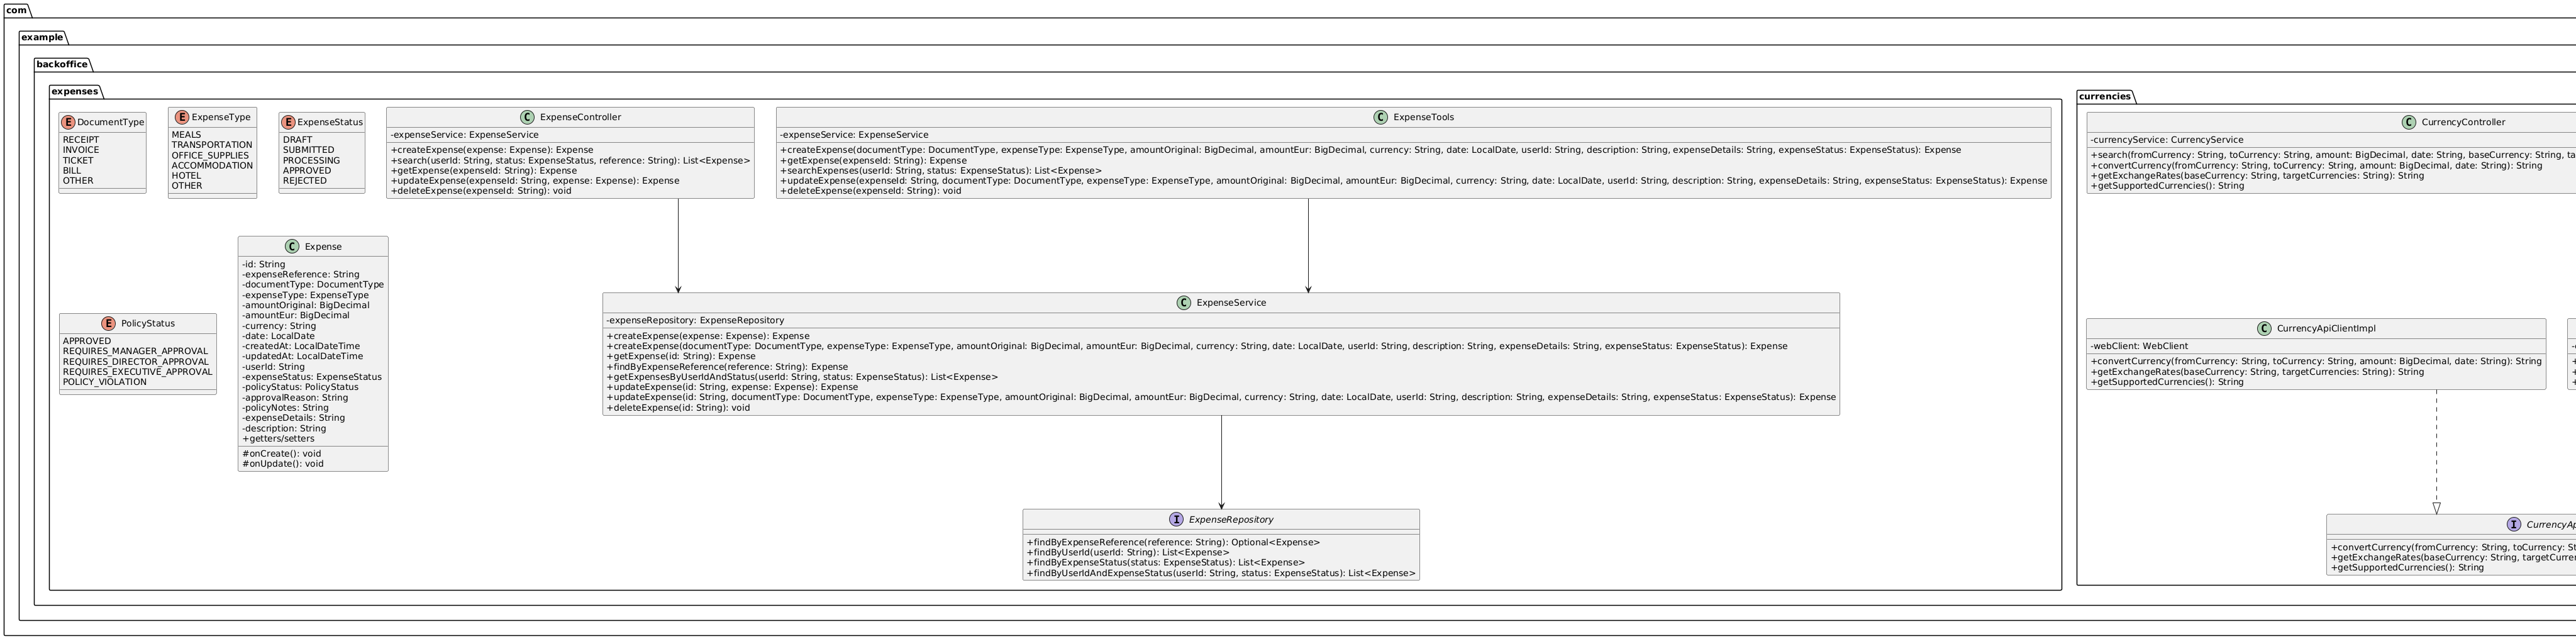 com
example
backoffice
expenses
DocumentType
RECEIPT
INVOICE
TICKET
BILL
OTHER
ExpenseType
MEALS
TRANSPORTATION
OFFICE_SUPPLIES
ACCOMMODATION
HOTEL
OTHER
ExpenseStatus
DRAFT
SUBMITTED
PROCESSING
APPROVED
REJECTED
ExpenseController
-expenseService: ExpenseService
+createExpense(expense: Expense): Expense
+search(userId: String, status: ExpenseStatus, reference: String): List<Expense>
+getExpense(expenseId: String): Expense
+updateExpense(expenseId: String, expense: Expense): Expense
+deleteExpense(expenseId: String): void
ExpenseTools
-expenseService: ExpenseService
+createExpense(documentType: DocumentType, expenseType: ExpenseType, amountOriginal: BigDecimal, amountEur: BigDecimal, currency: String, date: LocalDate, userId: String, description: String, expenseDetails: String, expenseStatus: ExpenseStatus): Expense
+getExpense(expenseId: String): Expense
+searchExpenses(userId: String, status: ExpenseStatus): List<Expense>
+updateExpense(expenseId: String, documentType: DocumentType, expenseType: ExpenseType, amountOriginal: BigDecimal, amountEur: BigDecimal, currency: String, date: LocalDate, userId: String, description: String, expenseDetails: String, expenseStatus: ExpenseStatus): Expense
+deleteExpense(expenseId: String): void
PolicyStatus
APPROVED
REQUIRES_MANAGER_APPROVAL
REQUIRES_DIRECTOR_APPROVAL
REQUIRES_EXECUTIVE_APPROVAL
POLICY_VIOLATION
Expense
-id: String
-expenseReference: String
-documentType: DocumentType
-expenseType: ExpenseType
-amountOriginal: BigDecimal
-amountEur: BigDecimal
-currency: String
-date: LocalDate
-createdAt: LocalDateTime
-updatedAt: LocalDateTime
-userId: String
-expenseStatus: ExpenseStatus
-policyStatus: PolicyStatus
-approvalReason: String
-policyNotes: String
-expenseDetails: String
-description: String
+getters/setters
#onCreate(): void
#onUpdate(): void
ExpenseService
-expenseRepository: ExpenseRepository
+createExpense(expense: Expense): Expense
+createExpense(documentType: DocumentType, expenseType: ExpenseType, amountOriginal: BigDecimal, amountEur: BigDecimal, currency: String, date: LocalDate, userId: String, description: String, expenseDetails: String, expenseStatus: ExpenseStatus): Expense
+getExpense(id: String): Expense
+findByExpenseReference(reference: String): Expense
+getExpensesByUserIdAndStatus(userId: String, status: ExpenseStatus): List<Expense>
+updateExpense(id: String, expense: Expense): Expense
+updateExpense(id: String, documentType: DocumentType, expenseType: ExpenseType, amountOriginal: BigDecimal, amountEur: BigDecimal, currency: String, date: LocalDate, userId: String, description: String, expenseDetails: String, expenseStatus: ExpenseStatus): Expense
+deleteExpense(id: String): void
ExpenseRepository
+findByExpenseReference(reference: String): Optional<Expense>
+findByUserId(userId: String): List<Expense>
+findByExpenseStatus(status: ExpenseStatus): List<Expense>
+findByUserIdAndExpenseStatus(userId: String, status: ExpenseStatus): List<Expense>
currencies
CurrencyController
-currencyService: CurrencyService
+search(fromCurrency: String, toCurrency: String, amount: BigDecimal, date: String, baseCurrency: String,
+convertCurrency(fromCurrency: String, toCurrency: String, amount: BigDecimal, date: String): String
+getExchangeRates(baseCurrency: String, targetCurrencies: String): String
+getSupportedCurrencies(): String
CurrencyApiClientImpl
-webClient: WebClient
+convertCurrency(fromCurrency: String, toCurrency: String, amount: BigDecimal, date: String): String
+getExchangeRates(baseCurrency: String, targetCurrencies: String): String
+getSupportedCurrencies(): String
+convertCurrency(fromCurrency: String, toCurrency:
+getExchangeRates(baseCurrency: String,
+getSupportedCurrencies(): String